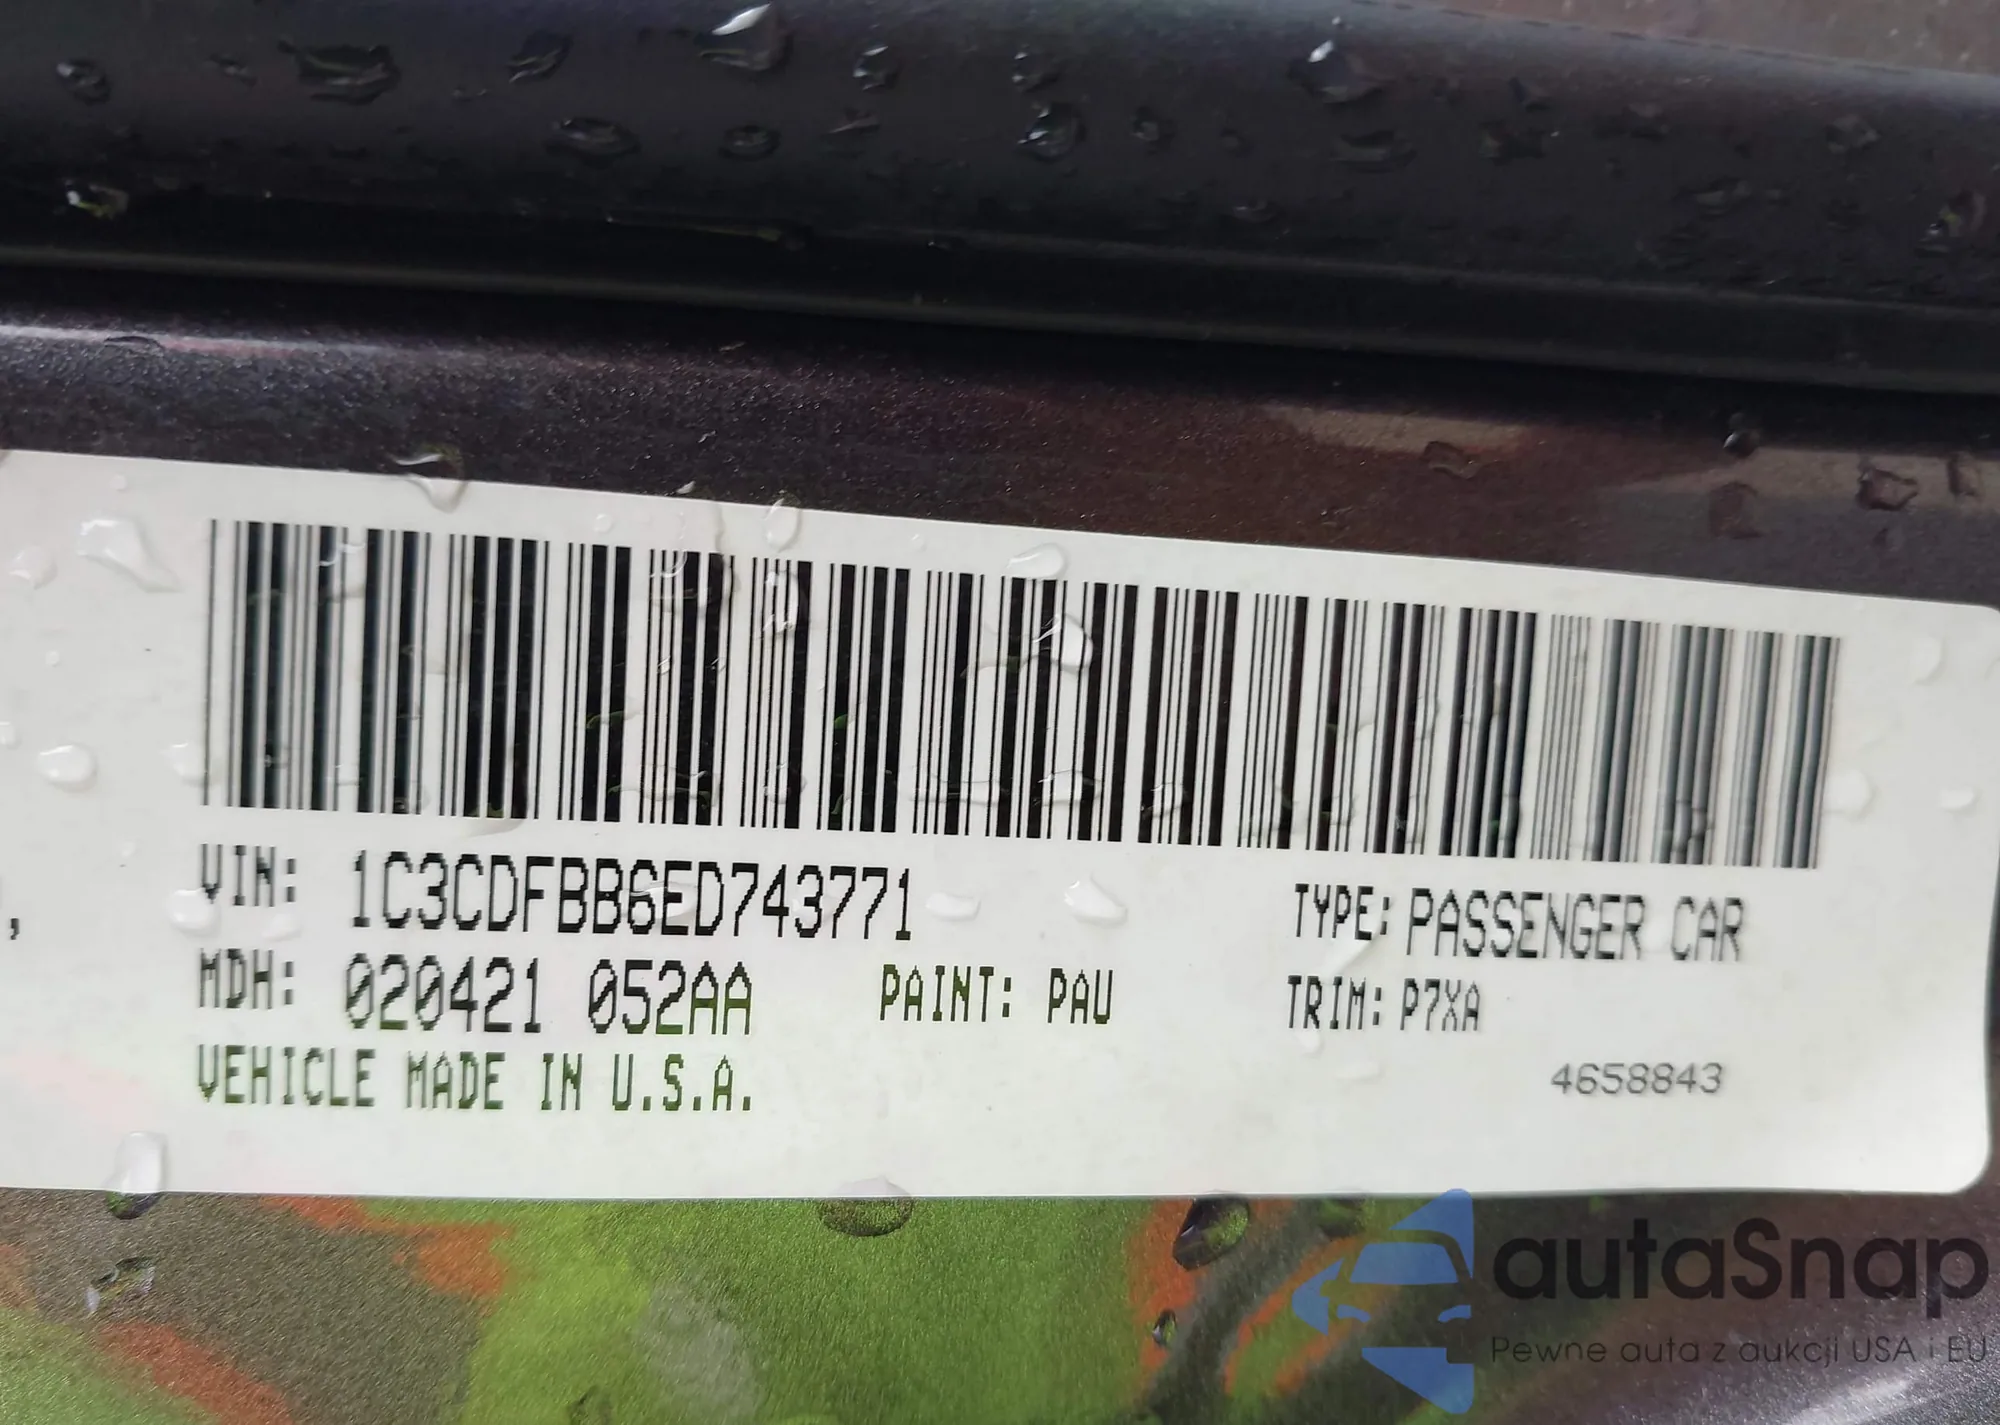 VIN: 1C3CDFBB6ED743771
TYPE: PASSENGER CAR
MDH: 020421 052AA PAINT: PAU TRIM: P7XA
VEHICLE MADE IN U.S.A.
4658843
autaSnap
Pewne auta z aukcji USA i EU